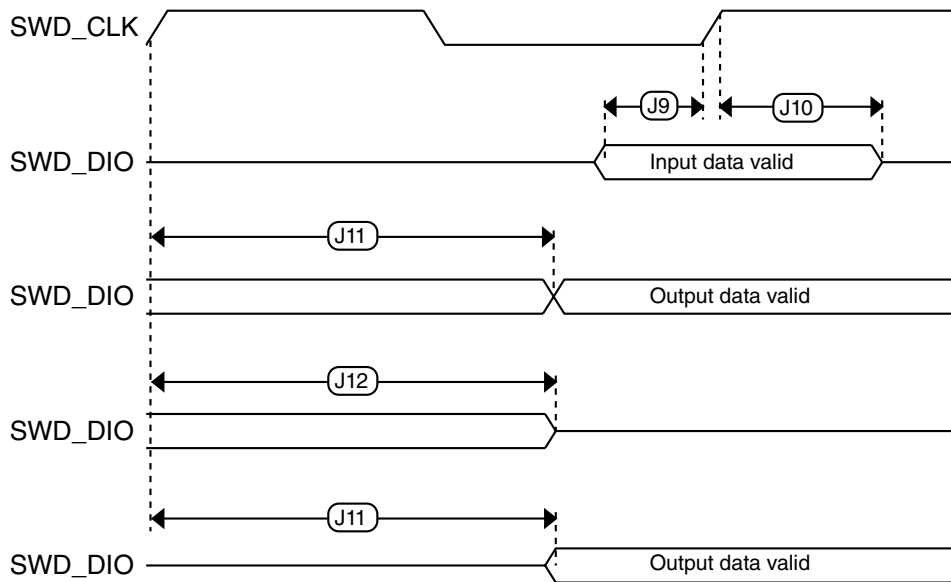 SWD_CLK
J9
J10
SWD_DIO
Input data valid
J11
SWD_DIO
Output data valid
J12
SWD_DIO
J11
SWD_DIO
Output data valid